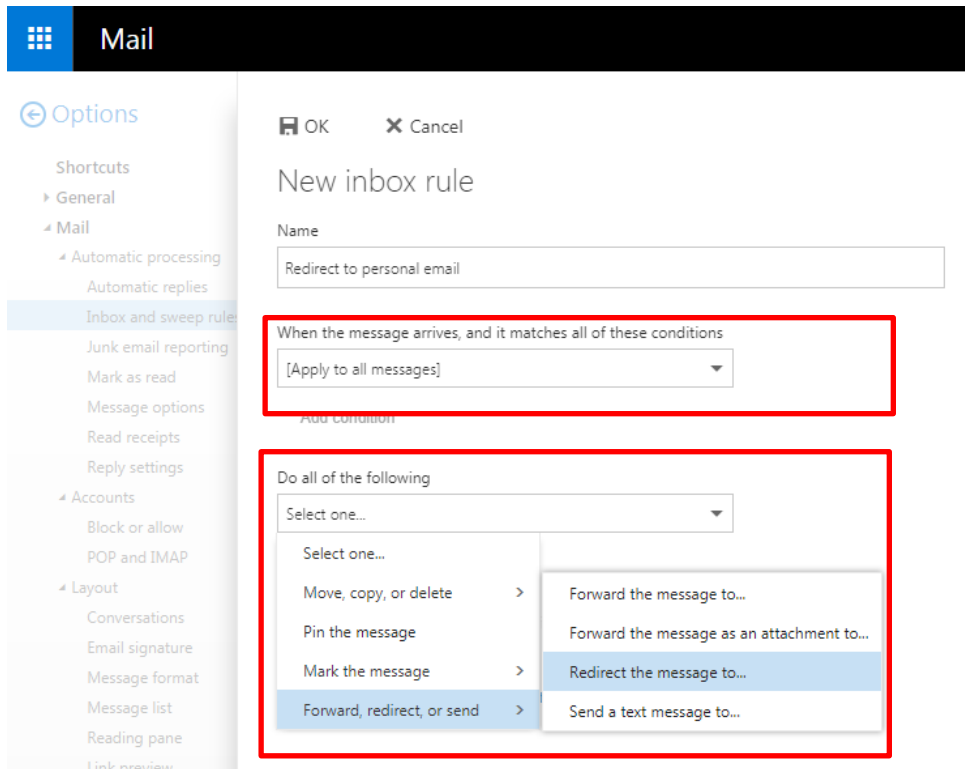 Mail
Options
Shortcuts
General
Mail
Automatic processing
Automatic replies
Inbox and sweep rules
Junk email reporting
Mark as read
Message options
Read receipts
Reply settings
Accounts
Block or allow
POP and IMAP
Layout
Conversations
Email signature
Message format
Message list
Reading pane
Link preview
OK Cancel
New inbox rule
Name
Redirect to personal email
When the message arrives, and it matches all of these conditions
[Apply to all messages]
Add condition
Do all of the following
Select one...
Select one...
Move, copy, or delete
Pin the message
Mark the message
Forward, redirect, or send
Forward the message to...
Forward the message as an attachment to...
Redirect the message to...
Send a text message to...